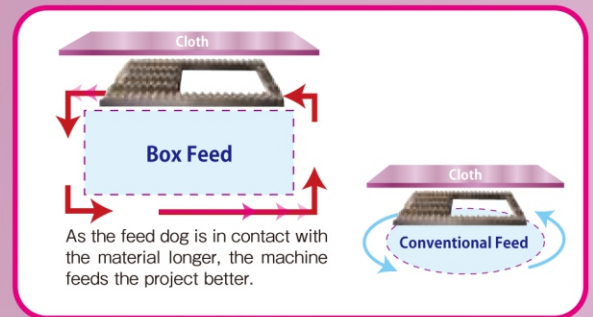 Cloth
Box Feed
As the feed dog is in contact with
the material longer, the machine
feeds the project better.
Cloth
Conventional Feed